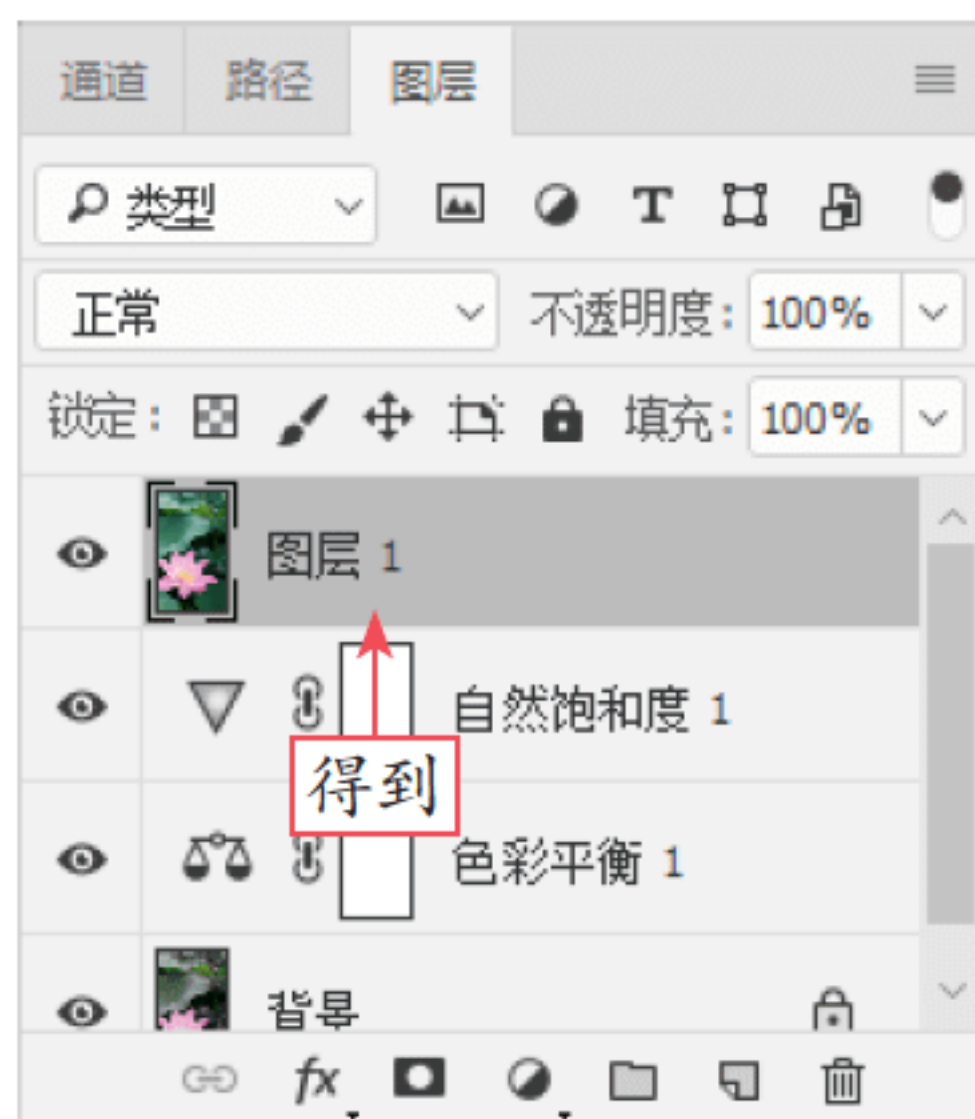 通道 路径 图层
类型 T
正常 不透明度: 100%
锁定: 填充: 100%
图层 1
自然饱和度 1
得到
色彩平衡 1
背景
fx